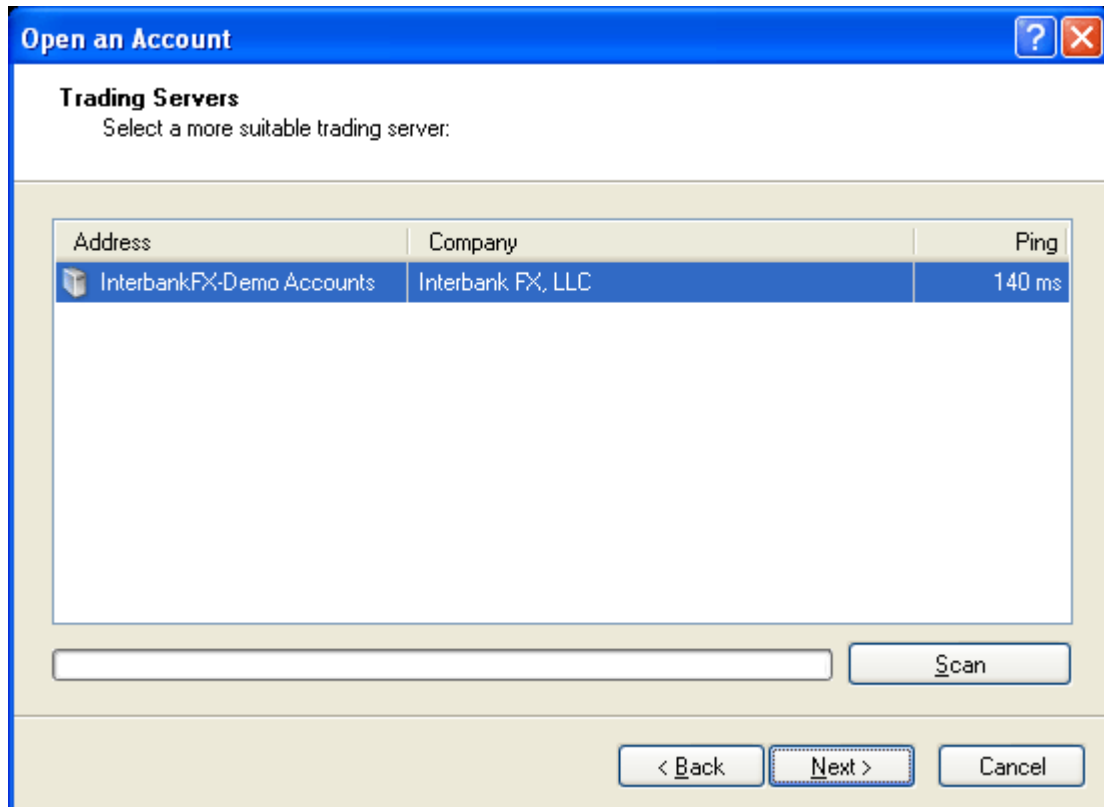 Open an Account
Trading Servers
Select a more suitable trading server:
Address Company Ping
InterbankFX-Demo Accounts Interbank FX, LLC 140 ms
Scan
< Back Next > Cancel